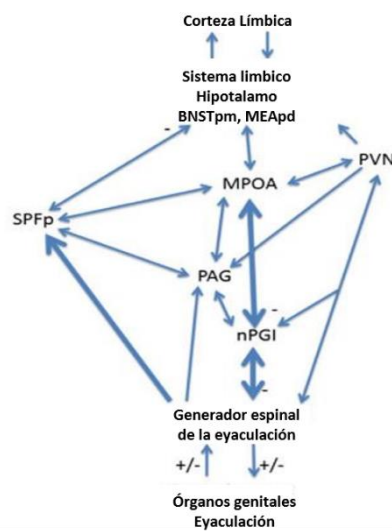 Corteza Límbica
Sistema limbico
Hipotalamo
BNSTpm, MEApd
-
PVN
MPOA
SPFp
PAG
-
nPGI
-
Generador espinal
de la eyaculación
+/- +/-
Órganos genitales
Eyaculación